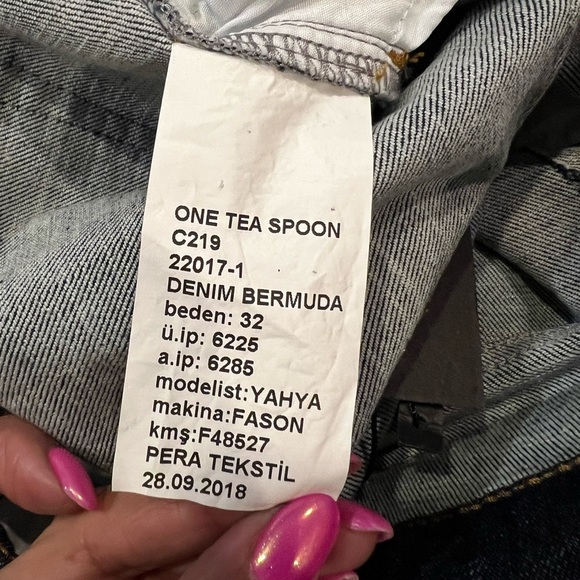 ONE TEA SPOON
C219
22017-1
DENIM BERMUDA
beden: 32
ü.ip: 6225
a.ip: 6285
modelist:YAHYA
makina:FASON
kmş:F48527
PERA TEKSTİL
28.09.2018